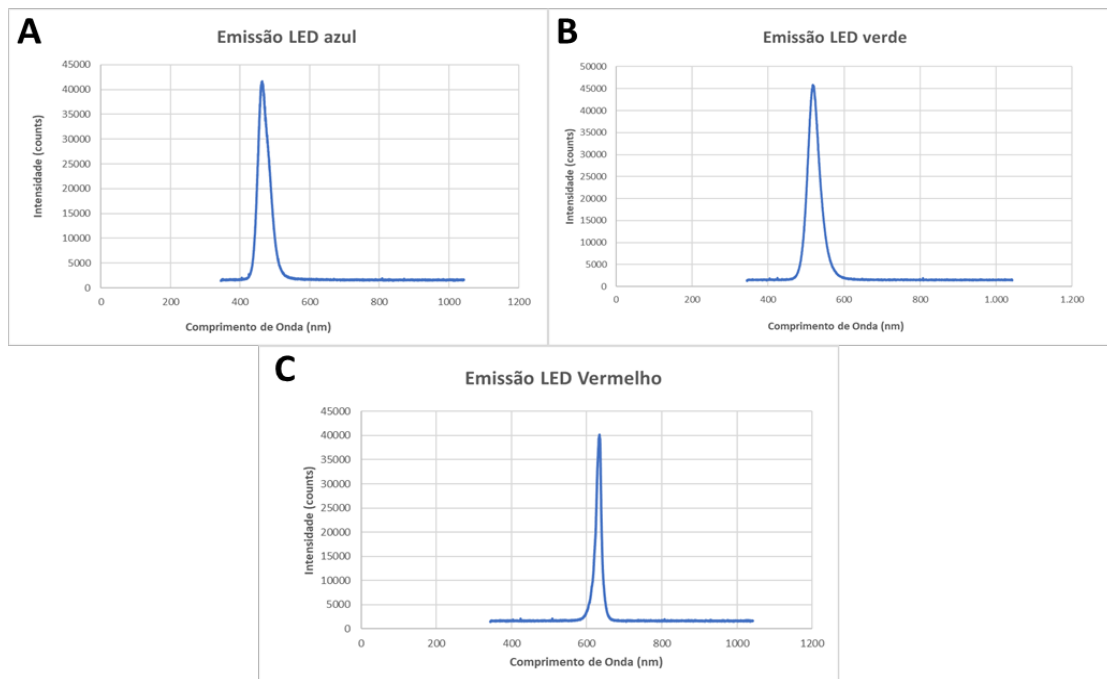 A
Emissão LED azul
Intensidade (counts)
45000
40000
35000
30000
25000
20000
15000
10000
5000
0
0 200 400 600 800 1000 1200
Comprimento de Onda (nm)
B
Emissão LED verde
Intensidade (counts)
50000
45000
40000
35000
30000
25000
20000
15000
10000
5000
0
0 200 400 600 800 1.000 1.200
Comprimento de Onda (nm)
C
Emissão LED Vermelho
Intensidade (counts)
45000
40000
35000
30000
25000
20000
15000
10000
5000
0
0 200 400 600 800 1000 1200
Comprimento de Onda (nm)